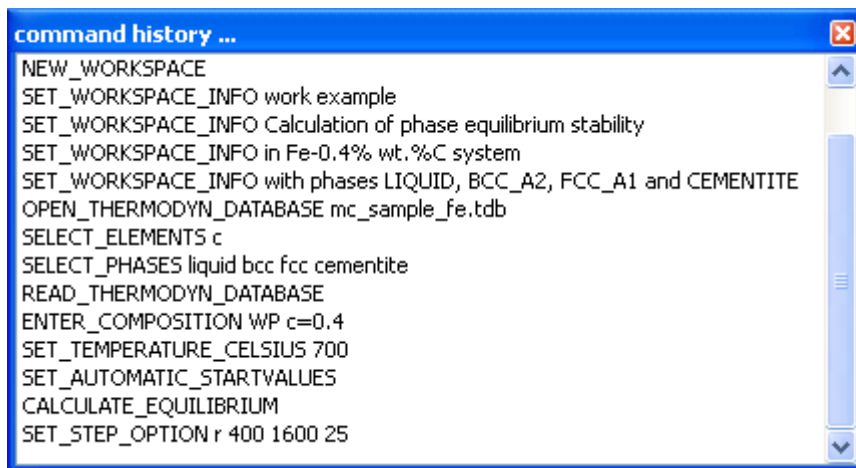 command history ...
NEW_WORKSPACE
SET_WORKSPACE_INFO work example
SET_WORKSPACE_INFO Calculation of phase equilibrium stability
SET_WORKSPACE_INFO in Fe-0.4% wt.%C system
SET_WORKSPACE_INFO with phases LIQUID, BCC_A2, FCC_A1 and CEMENTITE
OPEN_THERMODYN_DATABASE mc_sample_fe.tdb
SELECT_ELEMENTS c
SELECT_PHASES liquid bcc fcc cementite
READ_THERMODYN_DATABASE
ENTER_COMPOSITION WP c=0.4
SET_TEMPERATURE_CELSIUS 700
SET_AUTOMATIC_STARTVALUES
CALCULATE_EQUILIBRIUM
SET_STEP_OPTION r 400 1600 25